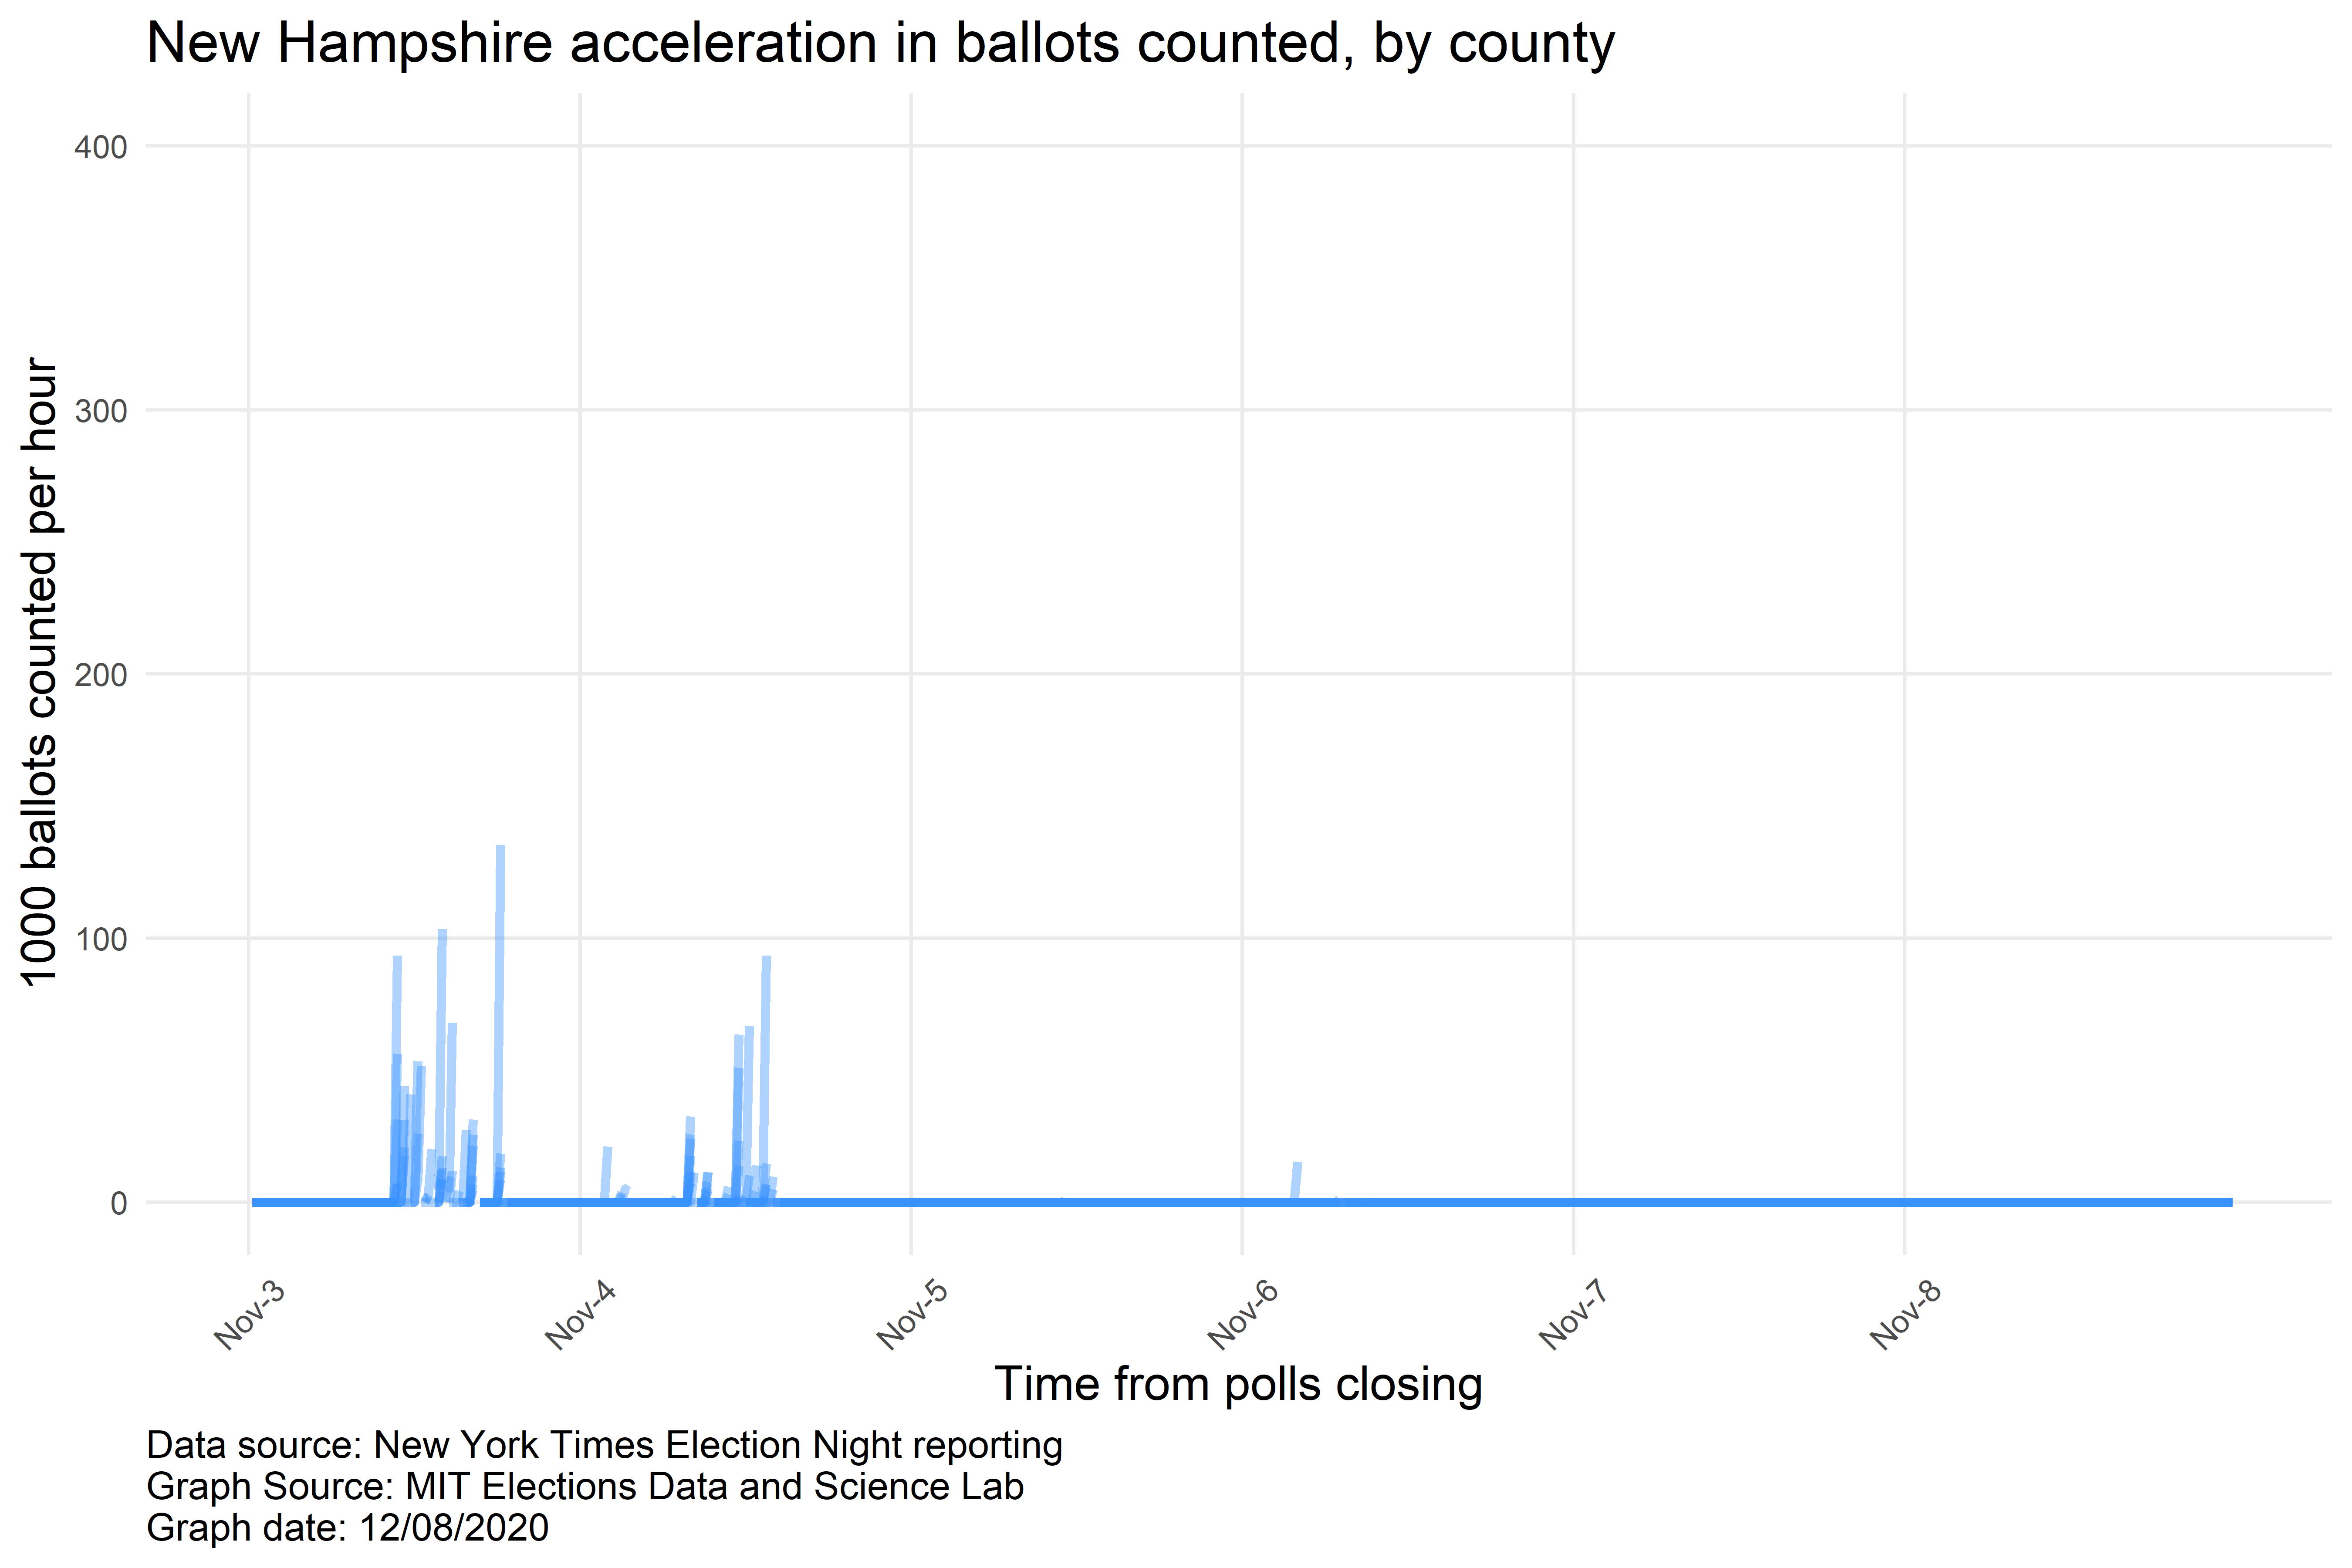 New Hampshire acceleration in ballots counted, by county
1000 ballots counted per hour
400
300
200
100
0
Nov-3
Nov-4
Nov-5
Nov-6
Nov-7
Nov-8
Time from polls closing
Data source: New York Times Election Night reporting
Graph Source: MIT Elections Data and Science Lab
Graph date: 12/08/2020